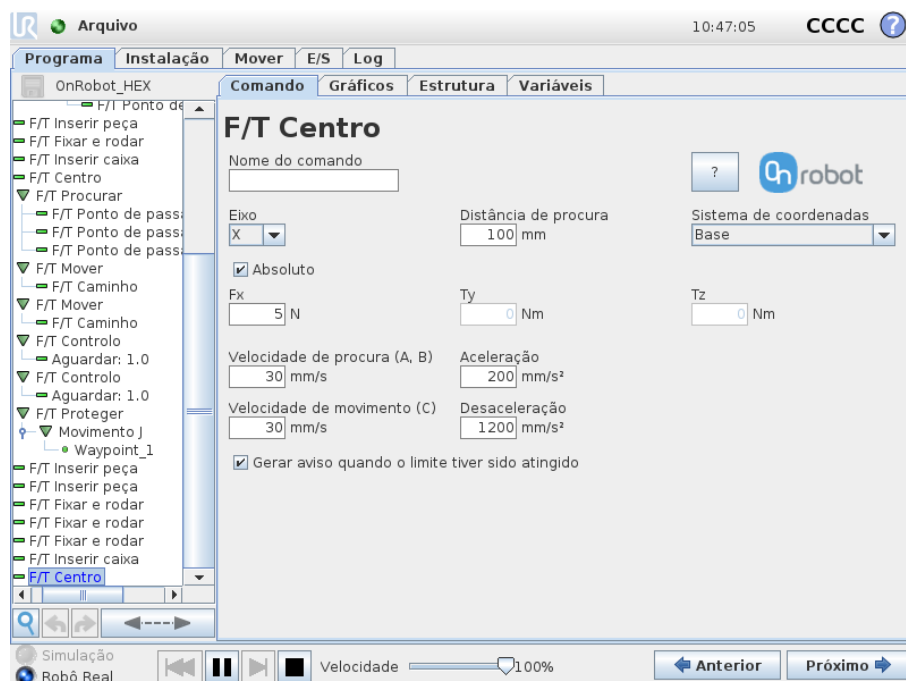 Arquivo
10:47:05
CCCC
?
Programa
Instalação
Mover
E/S
Log
OnRobot_HEX
Comando
Gráficos
Estrutura
Variáveis
F/T Ponto de
F/T Inserir peça
F/T Fixar e rodar
F/T Inserir caixa
F/T Centro
F/T Procurar
F/T Ponto de passa
F/T Ponto de passa
F/T Ponto de passa
F/T Mover
F/T Caminho
F/T Mover
F/T Caminho
F/T Controlo
Aguardar: 1.0
F/T Controlo
Aguardar: 1.0
F/T Proteger
Movimento J
Waypoint_1
F/T Inserir peça
F/T Inserir peça
F/T Fixar e rodar
F/T Fixar e rodar
F/T Fixar e rodar
F/T Inserir caixa
F/T Centro
F/T Centro
Nome do comando
?
On robot
Eixo
Distância de procura
Sistema de coordenadas
X
100 mm
Base
Absoluto
Fx
Ty
Tz
5 N
0 Nm
0 Nm
Velocidade de procura (A, B)
Aceleração
30 mm/s
200 mm/s²
Velocidade de movimento (C)
Desaceleração
30 mm/s
1200 mm/s²
Gerar aviso quando o limite tiver sido atingido
Simulação
Robô Real
Velocidade
100%
Anterior
Próximo